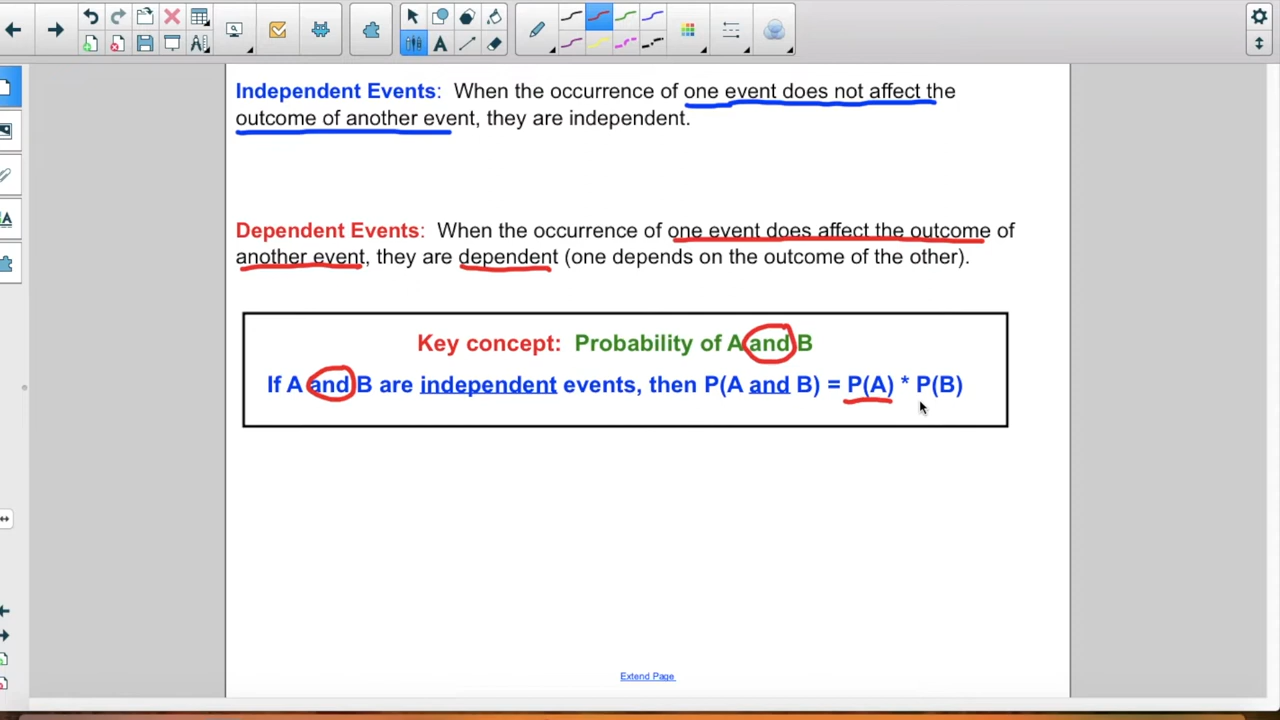 Independent Events: When the occurrence of one event does not affect the
outcome of another event, they are independent.
Dependent Events: When the occurrence of one event does affect the outcome of
another event, they are dependent (one depends on the outcome of the other).
Key concept: Probability of A and B
If A and B are independent events, then P(A and B) = P(A) * P(B)
Extend Page